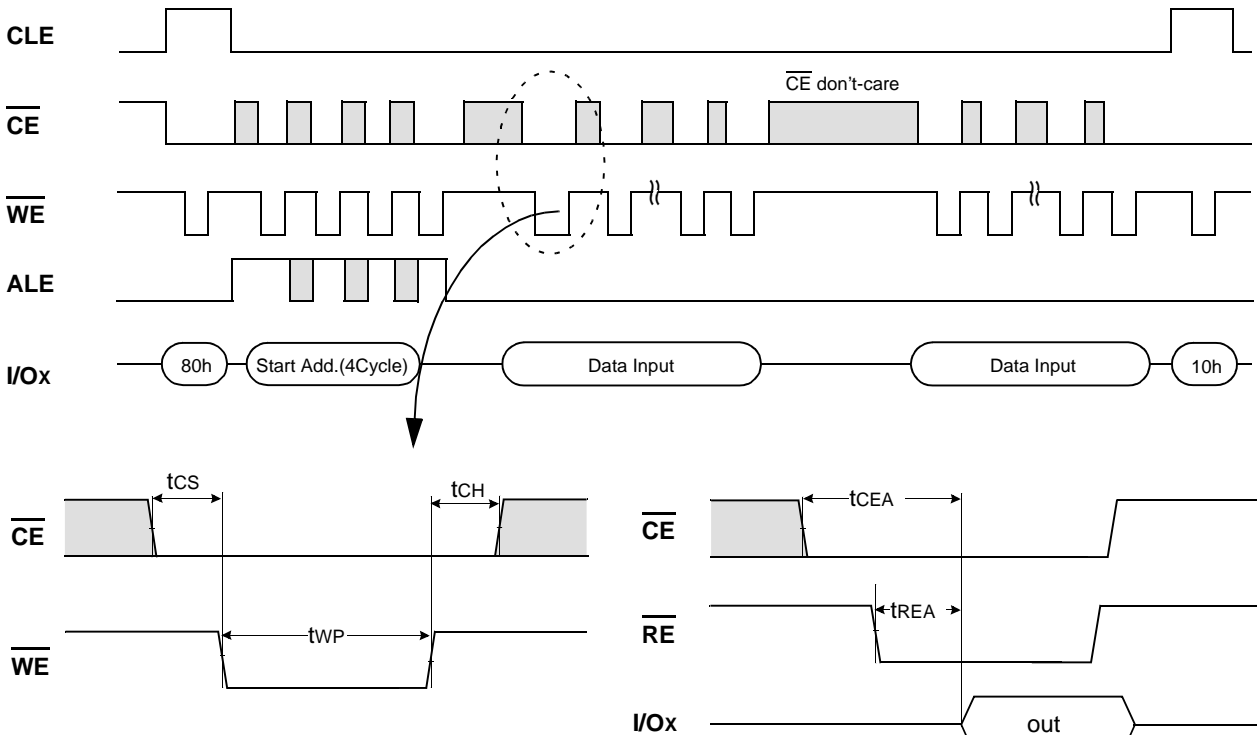 CLE
CE don't-care
CE
WE
ALE
I/Ox 80h Start Add.(4Cycle) Data Input Data Input 10h
tCS tCH
CE
tWP
WE
tCEA
CE
tREA
RE
I/Ox out